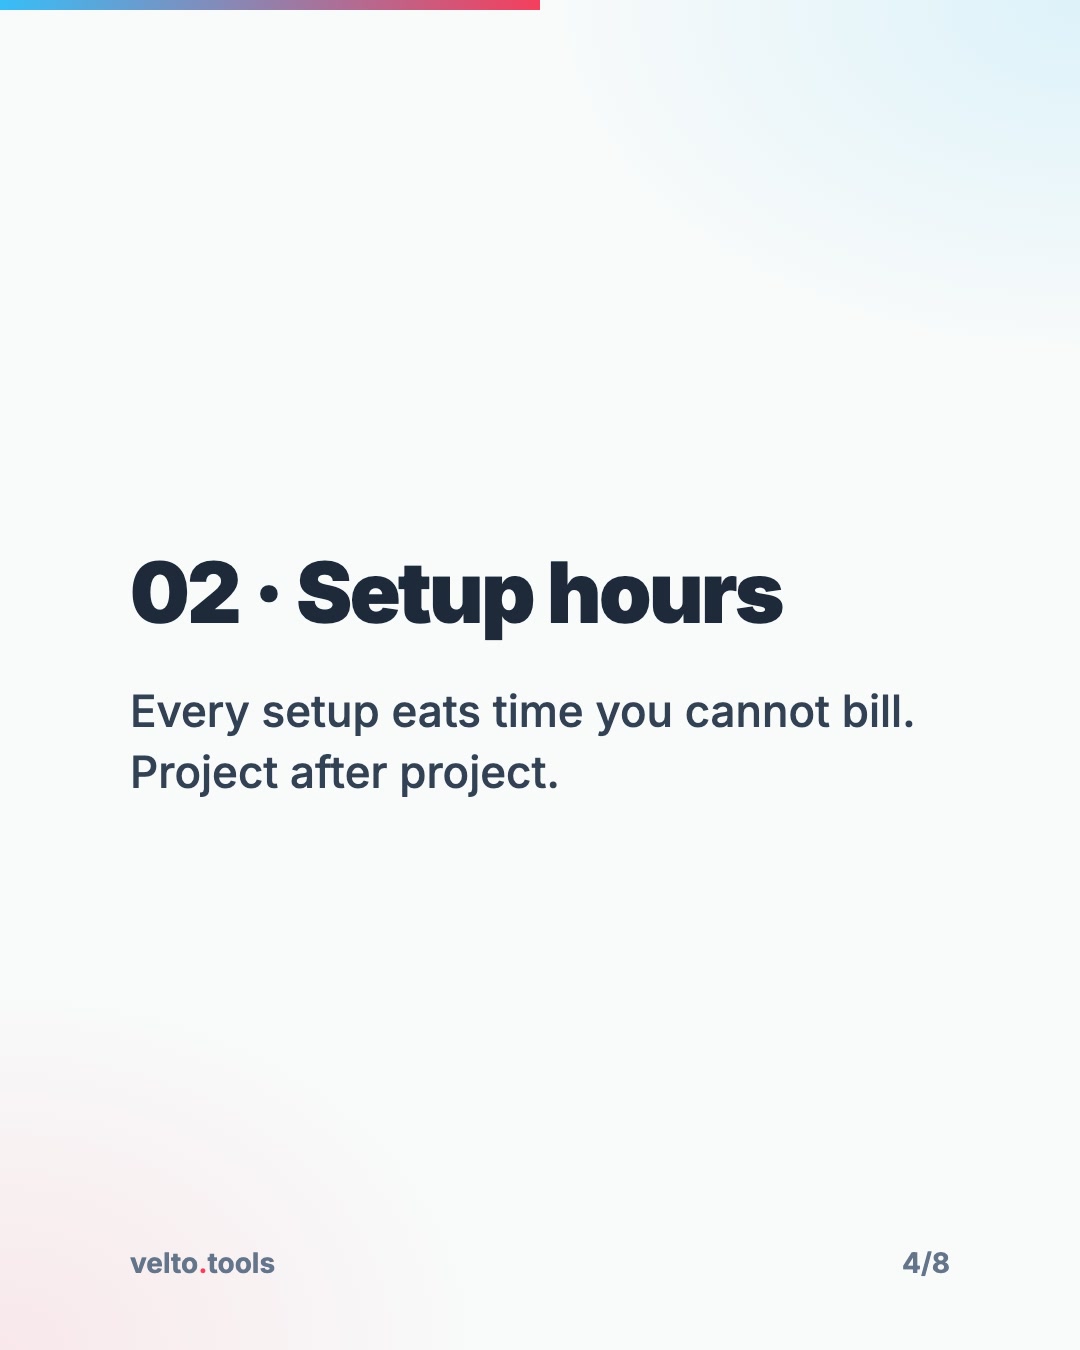 02 · Setup hours
Every setup eats time you cannot bill.
Project after project.
velto.tools
4/8